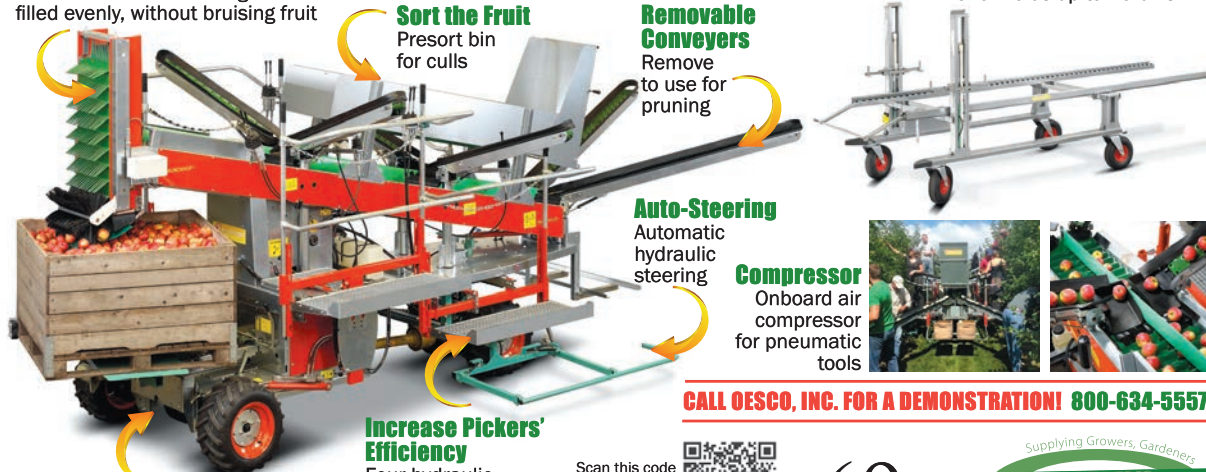 filled evenly, without bruising fruit
Sort the Fruit
Presort bin
for culls
Removable
Conveyers
Remove
to use for
pruning
Auto-Steering
Automatic
hydraulic
steering
Compressor
Onboard air
compressor
for pneumatic
tools
CALL OESCO, INC. FOR A DEMONSTRATION! 800-634-5557
Increase Pickers'
Efficiency
Four hydraulic
Scan this code
Supplying Growers, Gardeners